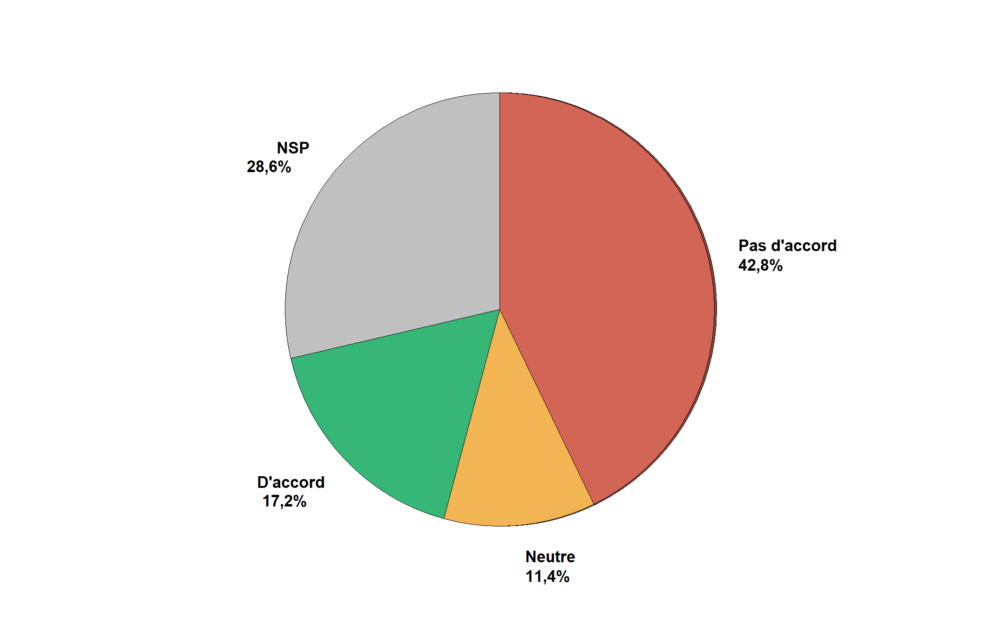 NSP
28,6%
Pas d'accord
42,8%
D'accord
17,2%
Neutre
11,4%